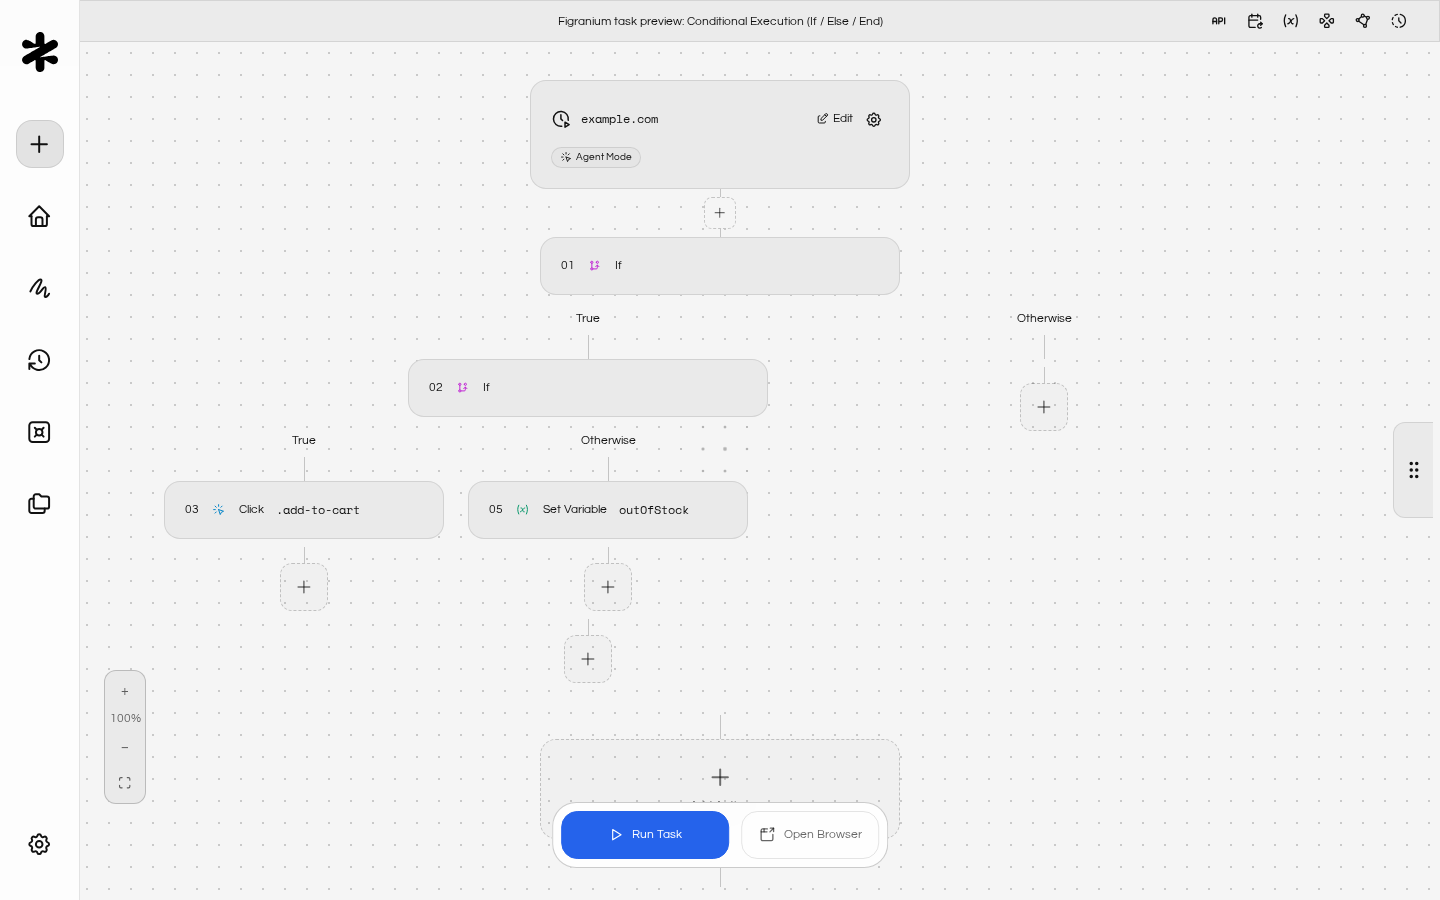 Figranium task preview: Conditional Execution (If / Else / End)
API
example.com
Edit
Agent Mode
01 If
True
Otherwise
02 If
True
Otherwise
03 Click .add-to-cart
05 (x) Set Variable outOfStock
+
100%
−
Run Task
Open Browser